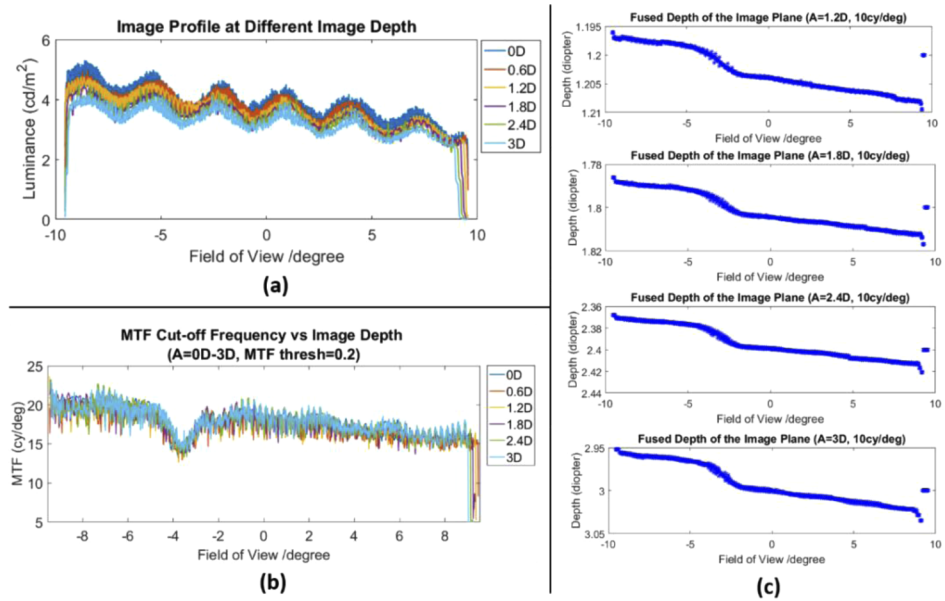 Image Profile at Different Image Depth
6
4
2
0
Luminance (cd/m²)
-10
-5
0
5
10
Field of View /degree
0D
0.6D
1.2D
1.8D
2.4D
3D
(a)
MTF Cut-off Frequency vs Image Depth
(A=0D-3D, MTF thresh=0.2)
25
20
15
10
5
MTF (cy/deg)
-8
-6
-4
-2
0
2
4
6
8
Field of View /degree
0D
0.6D
1.2D
1.8D
2.4D
3D
(b)
Fused Depth of the Image Plane (A=1.2D, 10cy/deg)
1.195
1.2
1.205
1.21
Depth (diopter)
-10
-5
0
5
10
Field of View /degree
Fused Depth of the Image Plane (A=1.8D, 10cy/deg)
1.78
1.8
1.82
Depth (diopter)
-10
-5
0
5
10
Field of View /degree
Fused Depth of the Image Plane (A=2.4D, 10cy/deg)
2.36
2.38
2.4
2.42
2.44
Depth (diopter)
-10
-5
0
5
10
Field of View /degree
Fused Depth of the Image Plane (A=3D, 10cy/deg)
2.95
3
3.05
Depth (diopter)
-10
-5
0
5
10
Field of View /degree
(c)